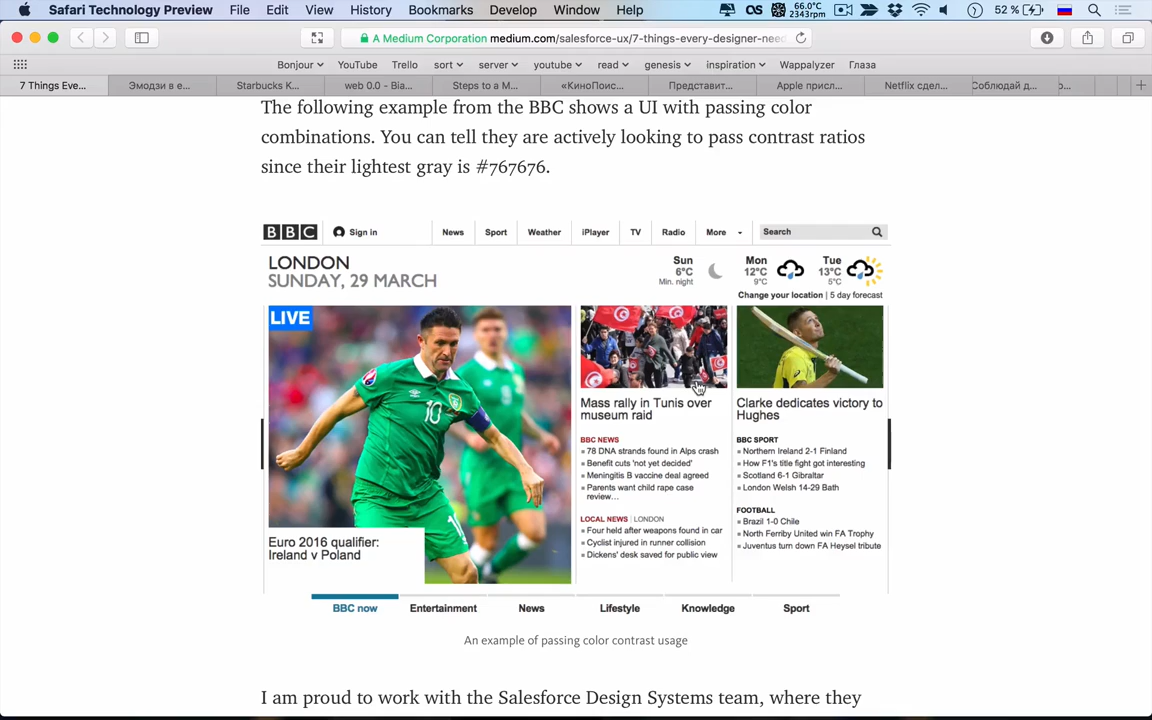 Safari Technology Preview File Edit View History Bookmarks Develop Window Help
66.0°C
2343rpm
52 %
A Medium Corporation medium.com/salesforce-ux/7-things-every-designer-need…
Bonjour YouTube Trello sort server youtube read genesis inspiration Wappalyzer Глаза
7 Things Eve... Эмодзи в е... Starbucks K... web 0.0 - Bia... Steps to a M... «КиноПоис... Представит... Apple присл... Netflix сдел... Соблюдай д...
The following example from the BBC shows a UI with passing color
combinations. You can tell they are actively looking to pass contrast ratios
since their lightest gray is #767676.
BBC Sign in News Sport Weather iPlayer TV Radio More Search
LONDON
SUNDAY, 29 MARCH
Sun
6°C
Min. night
Mon
12°C
9°C
Tue
13°C
5°C
Change your location | 5 day forecast
LIVE
10
Euro 2016 qualifier:
Ireland v Poland
Mass rally in Tunis over
museum raid
BBC NEWS
78 DNA strands found in Alps crash
Benefit cuts 'not yet decided'
Meningitis B vaccine deal agreed
Parents want child rape case
review...
LOCAL NEWS | LONDON
Four held after weapons found in car
Cyclist injured in runner collision
Dickens' desk saved for public view
Clarke dedicates victory to
Hughes
BBC SPORT
Northern Ireland 2-1 Finland
How F1's title fight got interesting
Scotland 6-1 Gibraltar
London Welsh 14-29 Bath
FOOTBALL
Brazil 1-0 Chile
North Ferriby United win FA Trophy
Juventus turn down FA Heysel tribute
BBC now Entertainment News Lifestyle Knowledge Sport
An example of passing color contrast usage
I am proud to work with the Salesforce Design Systems team, where they